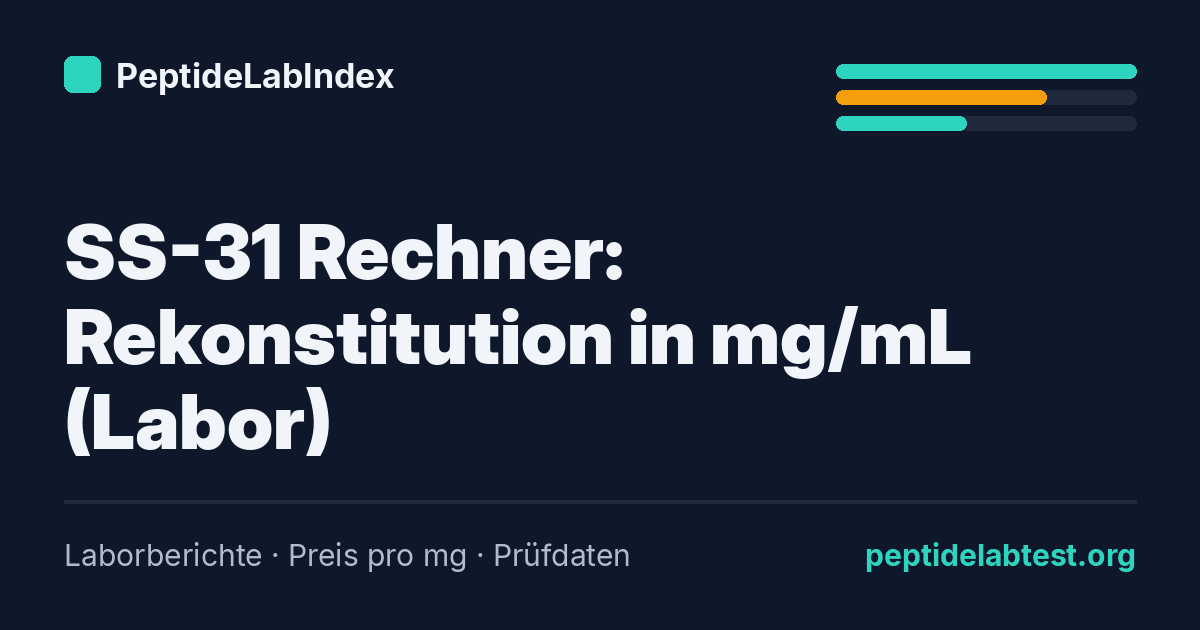 PeptideLabIndex
SS-31 Rechner:
Rekonstitution in mg/mL
(Labor)
Laborberichte · Preis pro mg · Prüfdaten
peptidelabtest.org